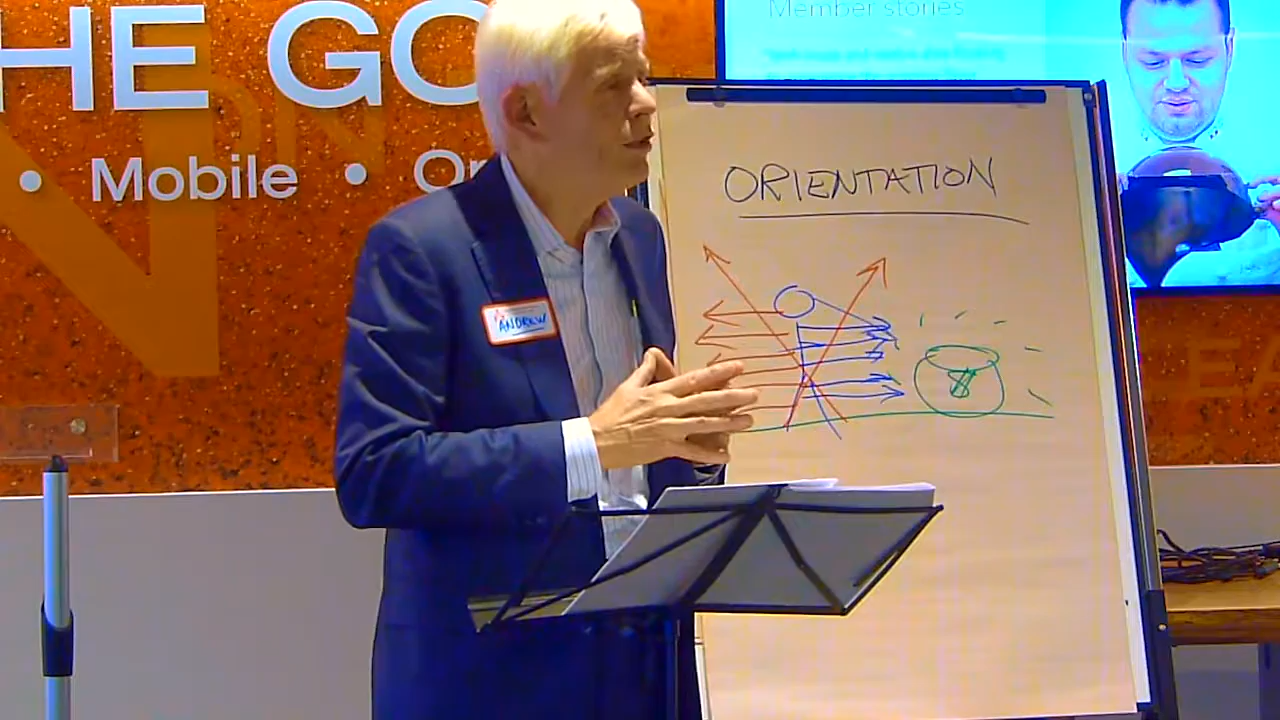 HE GO
• Mobile • O
Member stories
ORIENTATION
ANDREW